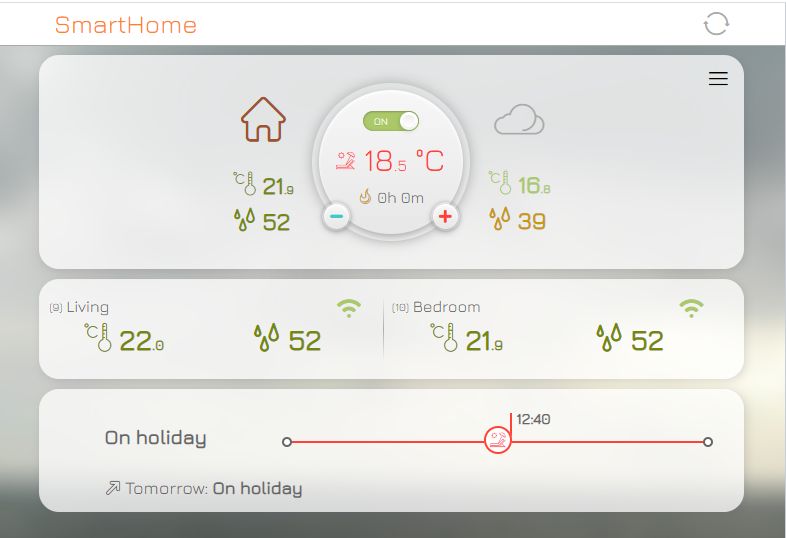 SmartHome
ON
18.5 °C
0h 0m
°C 21.9
52
°C 16.8
39
(9) Living
°C 22.0
52
(10) Bedroom
°C 21.9
52
12:40
On holiday
Tomorrow: On holiday